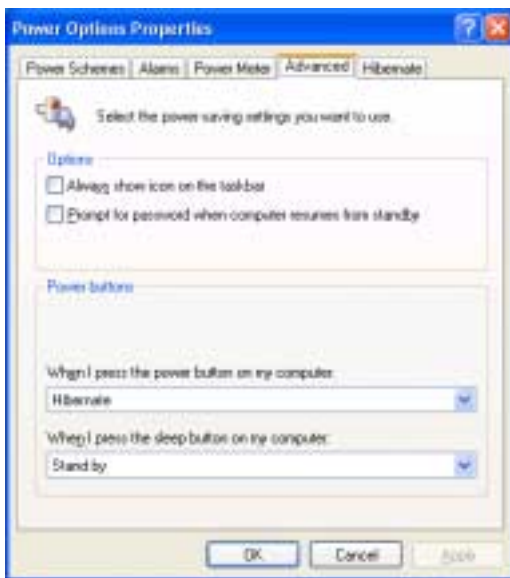 Power Options Properties
Power Schemes Alarms Power Meter Advanced Hibernate
Select the power saving settings you want to use.
Options
Always show icon on the taskbar
Prompt for password when computer resumes from standby
Power buttons
When I press the power button on my computer:
Hibernate
When I press the sleep button on my computer:
Stand by
OK Cancel Apply